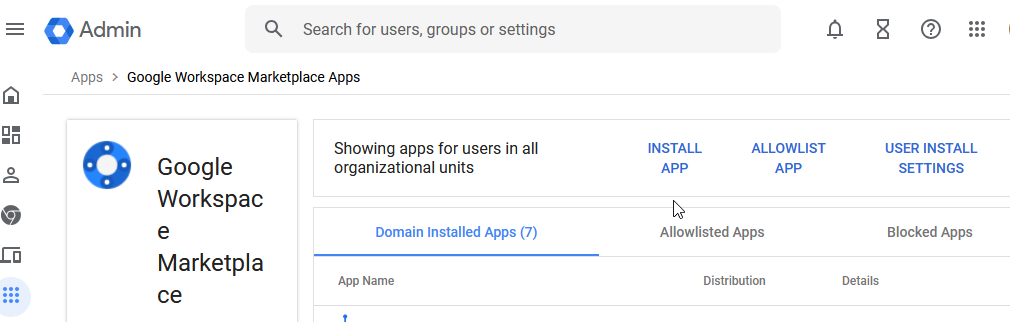 Admin
Search for users, groups or settings
Apps > Google Workspace Marketplace Apps
Google
Workspac
e
Marketpla
ce
Showing apps for users in all
organizational units
INSTALL
APP
ALLOWLIST
APP
USER INSTALL
SETTINGS
Domain Installed Apps (7)
Allowlisted Apps
Blocked Apps
App Name
Distribution
Details